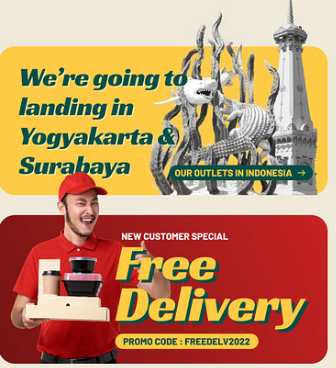 We're going to
landing in
Yogyakarta &
Surabaya
OUR OUTLETS IN INDONESIA →
NEW CUSTOMER SPECIAL
Free
Delivery
PROMO CODE : FREEDELV2022